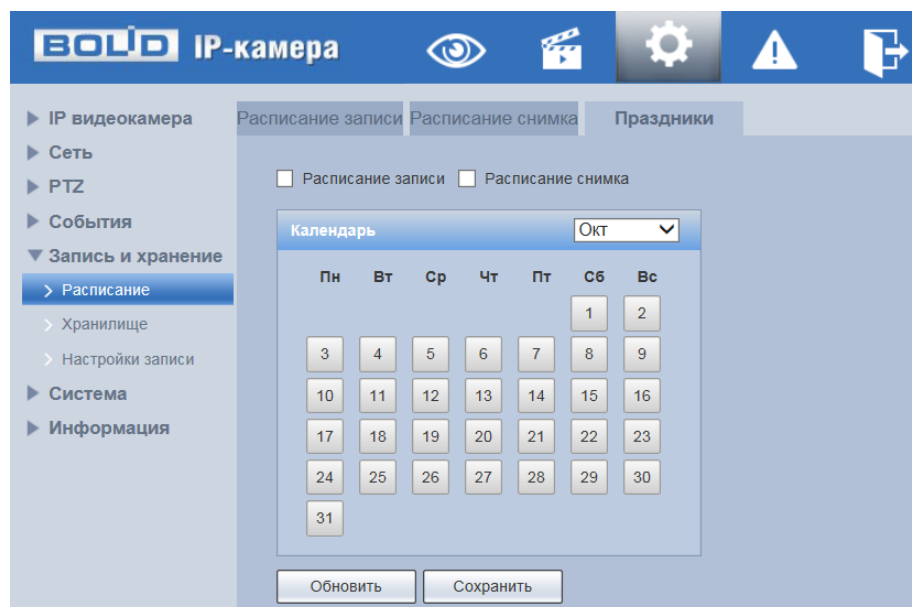 BOLID IP-камера
IP видеокамера
Сеть
PTZ
События
Запись и хранение
Расписание
Хранилище
Настройки записи
Система
Информация
Расписание записи Расписание снимка Праздники
Расписание записи Расписание снимка
Календарь Окт
Пн Вт Ср Чт Пт Сб Вс
1 2
3 4 5 6 7 8 9
10 11 12 13 14 15 16
17 18 19 20 21 22 23
24 25 26 27 28 29 30
31
Обновить Сохранить